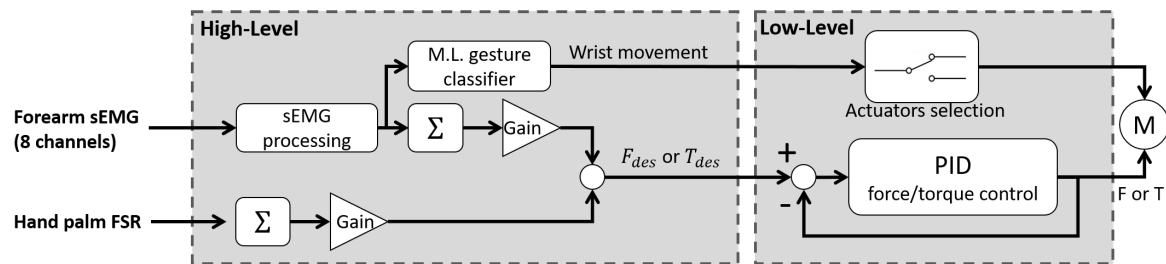 High-Level
Low-Level
M.L. gesture
classifier
Wrist movement
Actuators selection
Forearm sEMG
(8 channels)
sEMG
processing
Σ
Gain
M
F_des or T_des
+
-
PID
force/torque control
F or T
Hand palm FSR
Σ
Gain